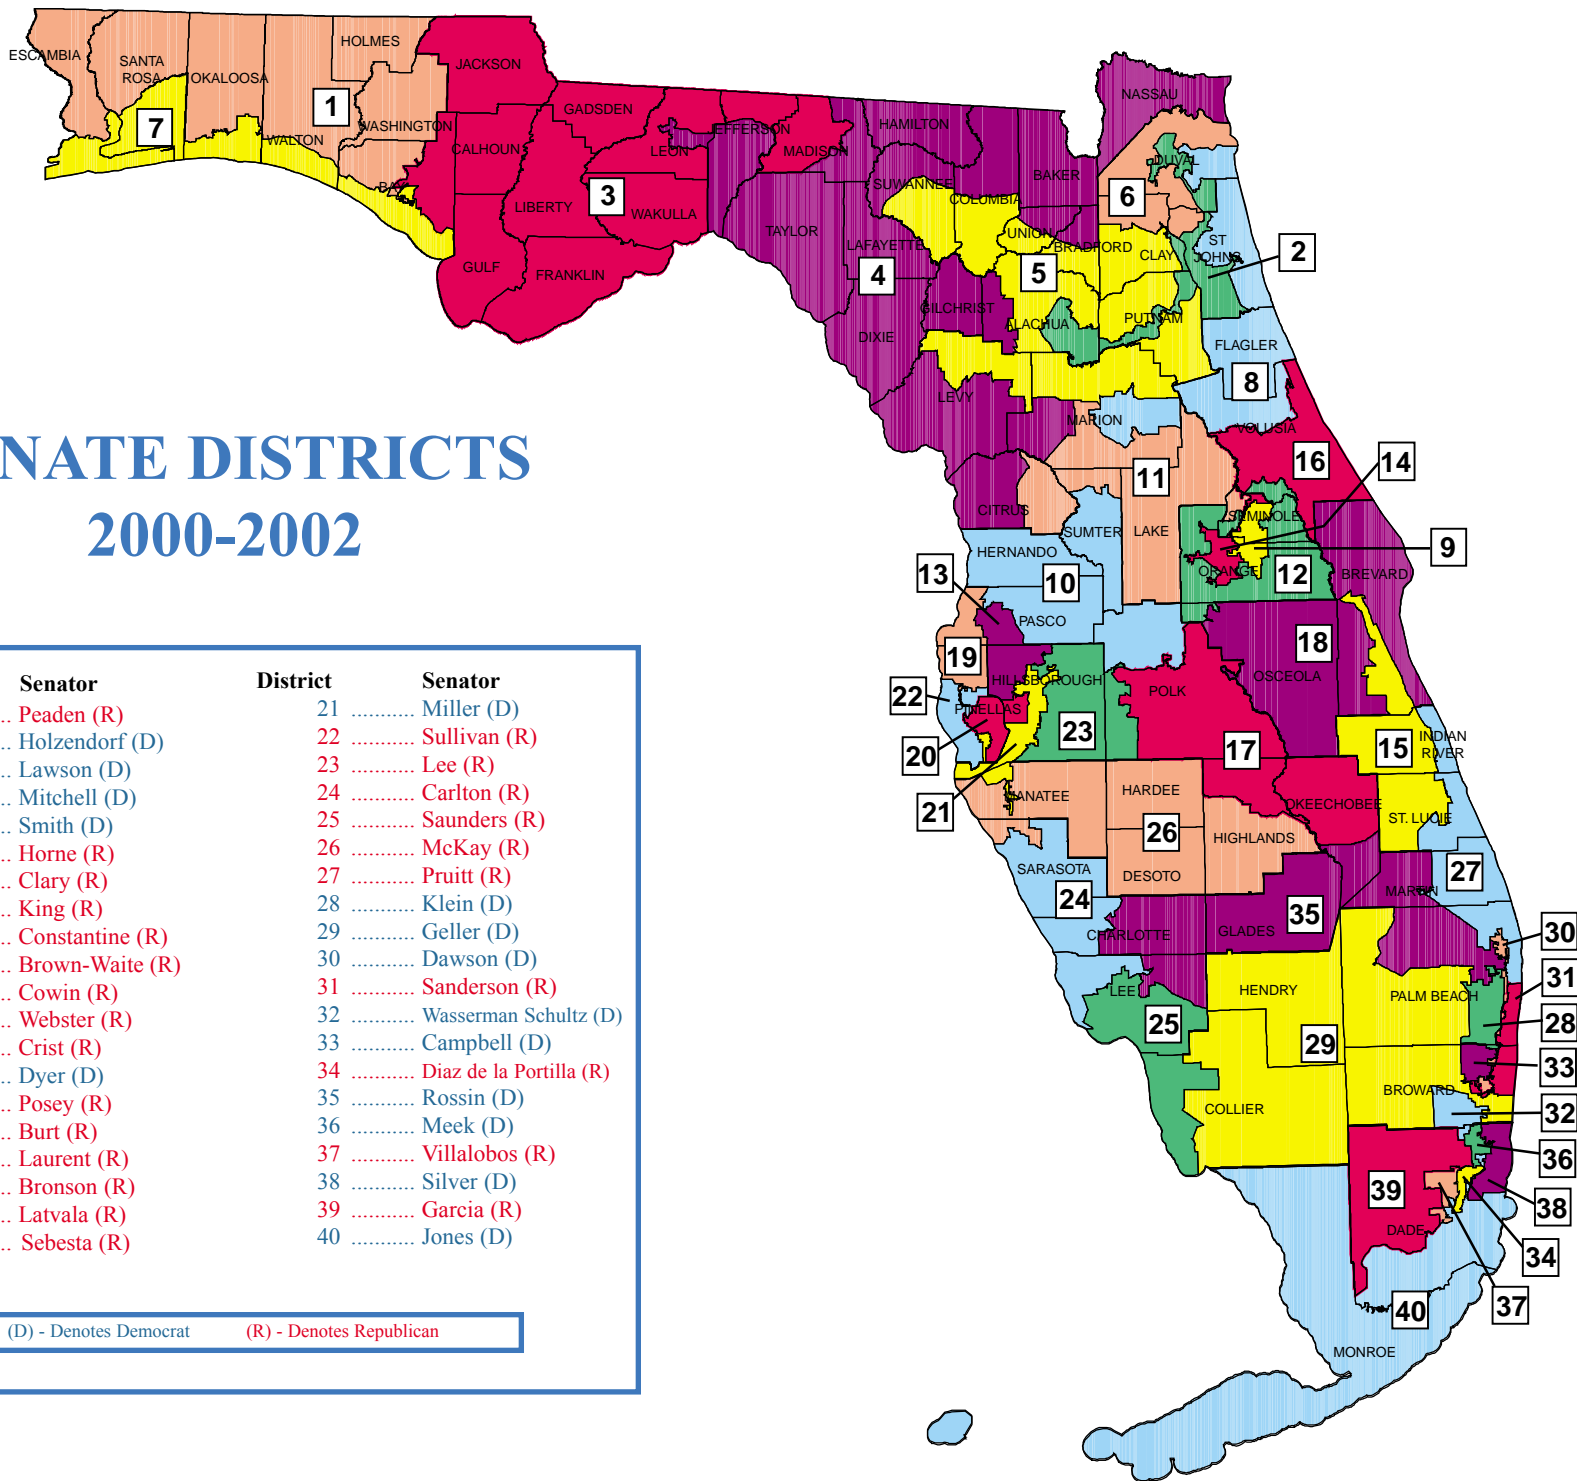 NATE DISTRICTS
2000-2002
Senator District Senator
.. Peaden (R) 21 ........... Miller (D)
.. Holzendorf (D) 22 ........... Sullivan (R)
.. Lawson (D) 23 ........... Lee (R)
.. Mitchell (D) 24 ........... Carlton (R)
.. Smith (D) 25 ........... Saunders (R)
.. Horne (R) 26 ........... McKay (R)
.. Clary (R) 27 ........... Pruitt (R)
.. King (R) 28 ........... Klein (D)
.. Constantine (R) 29 ........... Geller (D)
.. Brown-Waite (R) 30 ........... Dawson (D)
.. Cowin (R) 31 ........... Sanderson (R)
.. Webster (R) 32 ........... Wasserman Schultz (D)
.. Crist (R) 33 ........... Campbell (D)
.. Dyer (D) 34 ........... Diaz de la Portilla (R)
.. Posey (R) 35 ........... Rossin (D)
.. Burt (R) 36 ........... Meek (D)
.. Laurent (R) 37 ........... Villalobos (R)
.. Bronson (R) 38 ........... Silver (D)
.. Latvala (R) 39 ........... Garcia (R)
.. Sebesta (R) 40 ........... Jones (D)
(D) - Denotes Democrat (R) - Denotes Republican
ESCAMBIA
SANTA
ROSA
OKALOOSA
HOLMES
1
7
WALTON
WASHINGTON
BAY
JACKSON
CALHOUN
GADSDEN
LIBERTY
3
GULF
FRANKLIN
LEON
WAKULLA
JEFFERSON
MADISON
TAYLOR
HAMILTON
SUWANNEE
COLUMBIA
LAFAYETTE
4
DIXIE
GILCHRIST
BAKER
UNION
BRADFORD
5
ALACHUA
NASSAU
DUVAL
6
CLAY
ST
JOHNS
2
PUTNAM
FLAGLER
8
VOLUSIA
LEVY
MARION
16
14
11
CITRUS
SUMTER
LAKE
SEMINOLE
9
HERNANDO
ORANGE
12
BREVARD
13
10
PASCO
19
18
HILLSBOROUGH
OSCEOLA
POLK
22
PINELLAS
23
17
15
INDIAN
RIVER
20
21
MANATEE
HARDEE
OKEECHOBEE
ST. LUCIE
26
HIGHLANDS
SARASOTA
DESOTO
24
27
MARTIN
35
CHARLOTTE
GLADES
30
LEE
HENDRY
PALM BEACH
31
25
28
29
33
BROWARD
COLLIER
32
36
39
38
DADE
34
37
40
MONROE